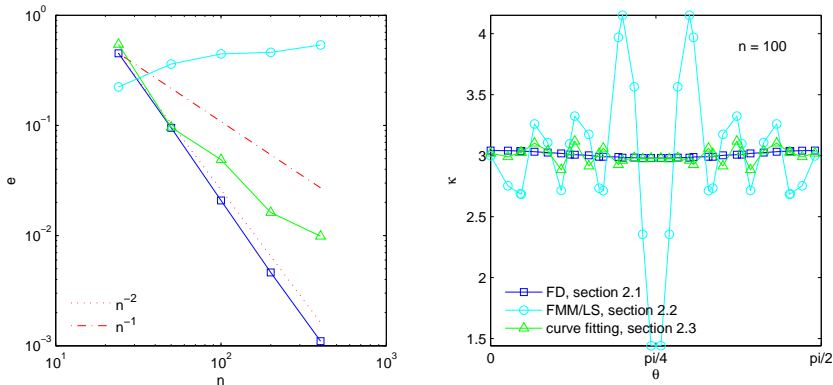 10^0
10^{-1}
10^{-2}
10^{-3}
e
n^{-2}
n^{-1}
10^1
10^2
10^3
n
4
3.5
3
2.5
2
1.5
κ
n = 100
FD, section 2.1
FMM/LS, section 2.2
curve fitting, section 2.3
0
pi/4
pi/2
θ